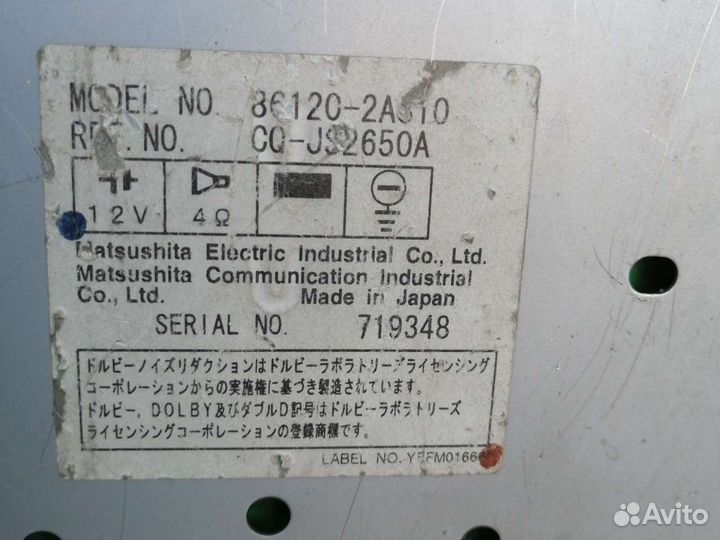 MODEL NO. 86120-2A310
REF. NO. CQ-JS2650A
12V 4Ω
Matsushita Electric Industrial Co., Ltd.
Matsushita Communication Industrial
Co., Ltd. Made in Japan
SERIAL NO. 719348
ドルビーノイズリダクションはドルビーラボラトリーズライセンシング
コーポレーションからの実施権に基づき製造されています。
ドルビー, DOLBY及びダブルD記号はドルビーラボラトリーズ
ライセンシングコーポレーションの登録商標です。
LABEL NO.
Avito